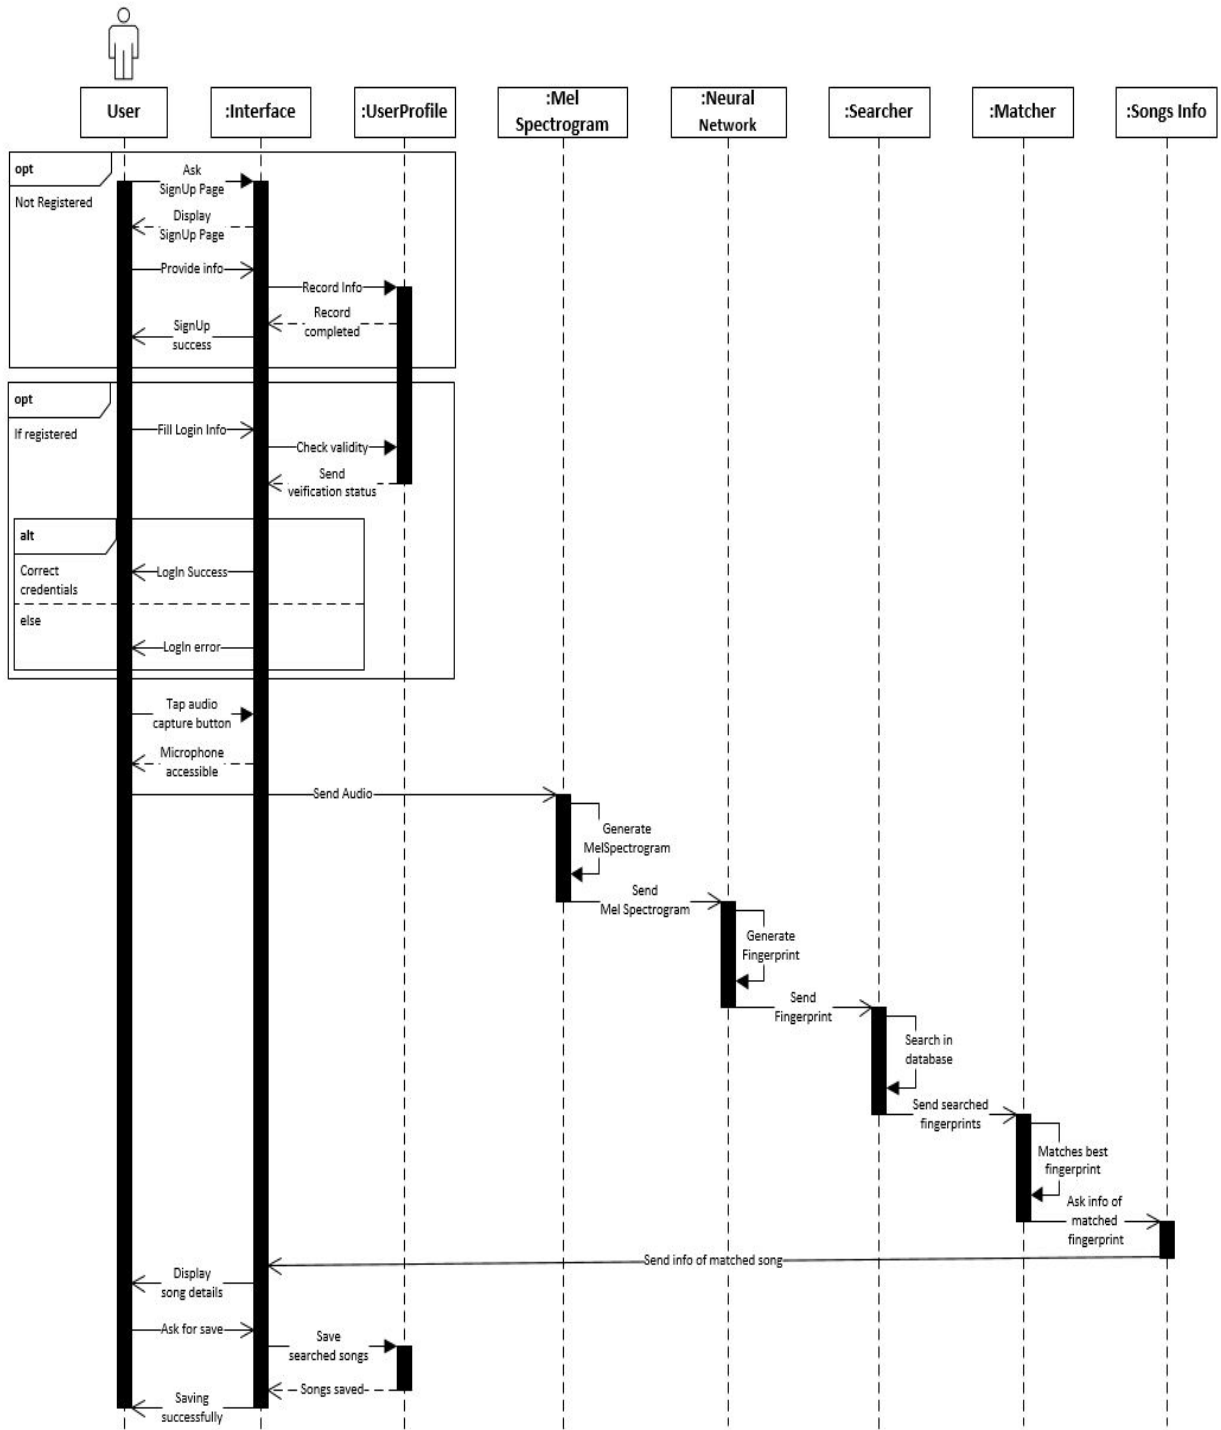 User
:Interface
:UserProfile
:Mel
Spectrogram
:Neural
Network
:Searcher
:Matcher
:Songs Info
opt
Not Registered
Ask
SignUp Page
Display
SignUp Page
Provide info
Record Info
Record
completed
SignUp
success
opt
If registered
Fill Login Info
Check validity
Send
veification status
alt
Correct
credentials
LogIn Success
else
LogIn error
Tap audio
capture button
Microphone
accessible
Send Audio
Generate
MelSpectrogram
Send
Mel Spectrogram
Generate
Fingerprint
Send
Fingerprint
Search in
database
Send searched
fingerprints
Matches best
fingerprint
Ask info of
matched
fingerprint
Send info of matched song
Display
song details
Ask for save
Save
searched songs
Songs saved
Saving
successfully